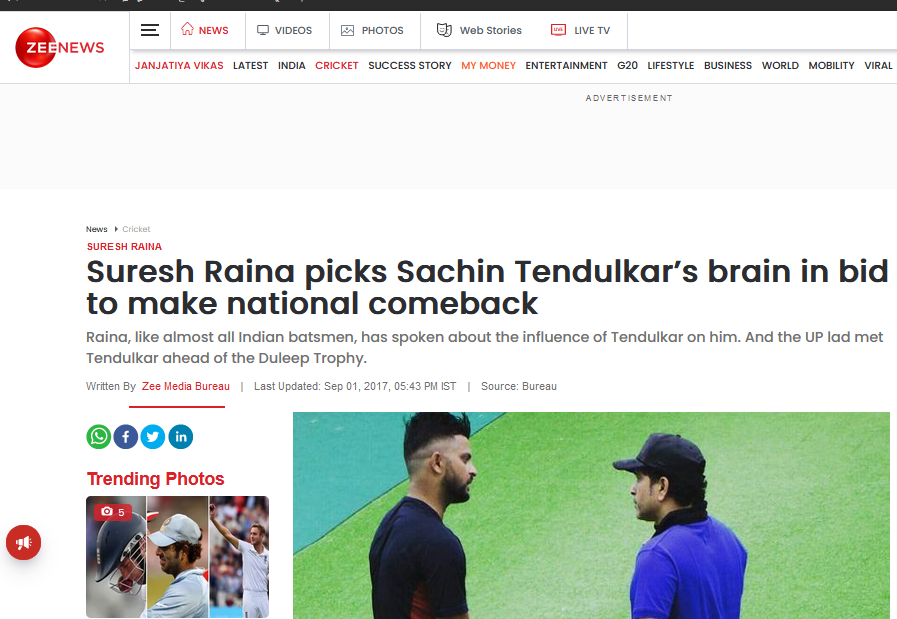 ZEENEWS
NEWS VIDEOS PHOTOS Web Stories LIVE LIVE TV
JANJATIYA VIKAS LATEST INDIA CRICKET SUCCESS STORY MY MONEY ENTERTAINMENT G20 LIFESTYLE BUSINESS WORLD MOBILITY VIRAL
ADVERTISEMENT
News Cricket
SURESH RAINA
Suresh Raina picks Sachin Tendulkar’s brain in bid
to make national comeback
Raina, like almost all Indian batsmen, has spoken about the influence of Tendulkar on him. And the UP lad met
Tendulkar ahead of the Duleep Trophy.
Written By Zee Media Bureau | Last Updated: Sep 01, 2017, 05:43 PM IST | Source: Bureau
Trending Photos
5